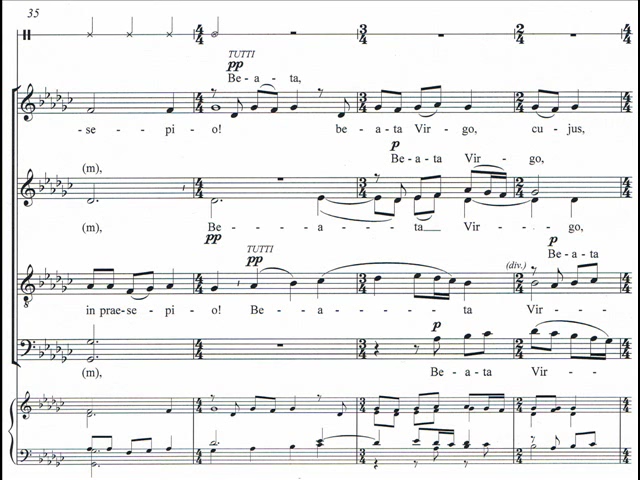 35
TUTTI
pp
Be - a - ta,
- se - - pi - - o! be - a - ta Vir - go, cu - jus,
p
Be - a - ta Vir - go,
(m), Be - - - - a - - - ta Vir - - - go,
pp
TUTTI
pp
p
Be - a - ta
(div.)
in prae - se - pi - o! Be - - a - - - - - ta Vir - -
p
(m), Be - a - ta Vir - -